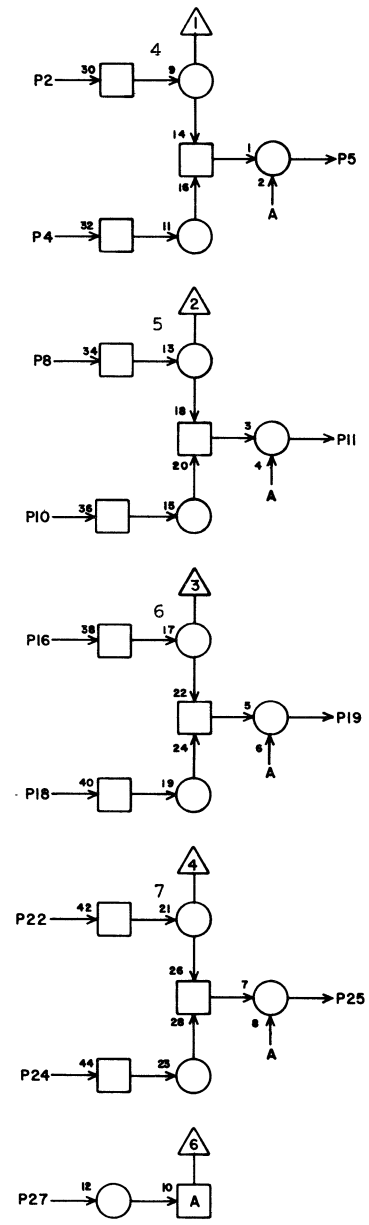 1
4
P2 30 9
14
1 P5
16 2
A
P4 32 11
2
5
P8 34 13
18
3 P11
20 4
A
P10 36 15
3
6
P16 38 17
22
5 P19
24 6
A
P18 40 19
4
7
P22 42 21
26
7 P25
28 8
A
P24 44 23
6
P27 12 10 A